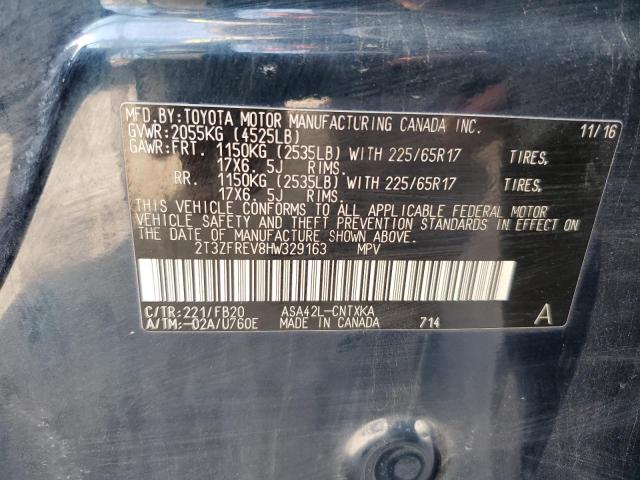 MFD.BY:TOYOTA MOTOR MANUFACTURING CANADA INC. 11/16
GVWR:2055KG (4525LB)
GAWR:FRT. 1150KG (2535LB) WITH 225/65R17 TIRES,
17X6. 5J RIMS.
RR. 1150KG (2535LB) WITH 225/65R17 TIRES,
17X6. 5J RIMS.
THIS VEHICLE CONFORMS TO ALL APPLICABLE FEDERAL MOTOR
VEHICLE SAFETY AND THEFT PREVENTION STANDARDS IN EFFECT ON
THE DATE OF MANUFACTURE SHOWN ABOVE.
2T3ZFREV8HW329163 MPV
C/TR:221/FB20 ASA42L-CNTXKA
A/TM:-02A/U760E MADE IN CANADA 714 A